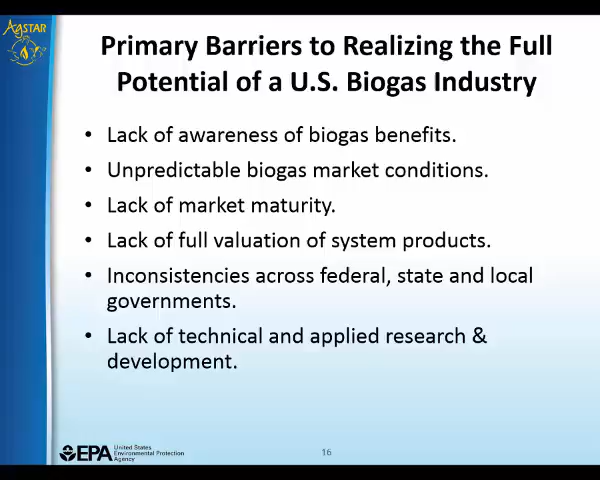 AgSTAR
Primary Barriers to Realizing the Full
Potential of a U.S. Biogas Industry
• Lack of awareness of biogas benefits.
• Unpredictable biogas market conditions.
• Lack of market maturity.
• Lack of full valuation of system products.
• Inconsistencies across federal, state and local
governments.
• Lack of technical and applied research &
development.
EPA
United States
Environmental Protection
Agency
16